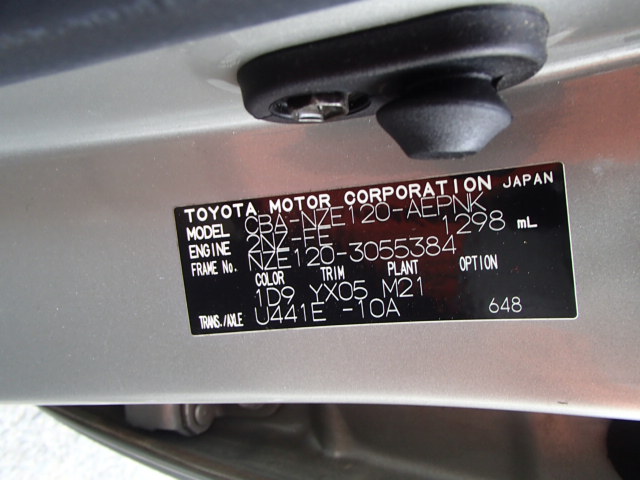 TOYOTA MOTOR CORPORATION JAPAN
MODEL CBA-NZE120-AEPNK
ENGINE 2NZ-FE 1298 mL
FRAME No. NZE120-3055384
COLOR TRIM PLANT OPTION
1D9 YX05 M21
TRANS./AXLE U441E -10A 648